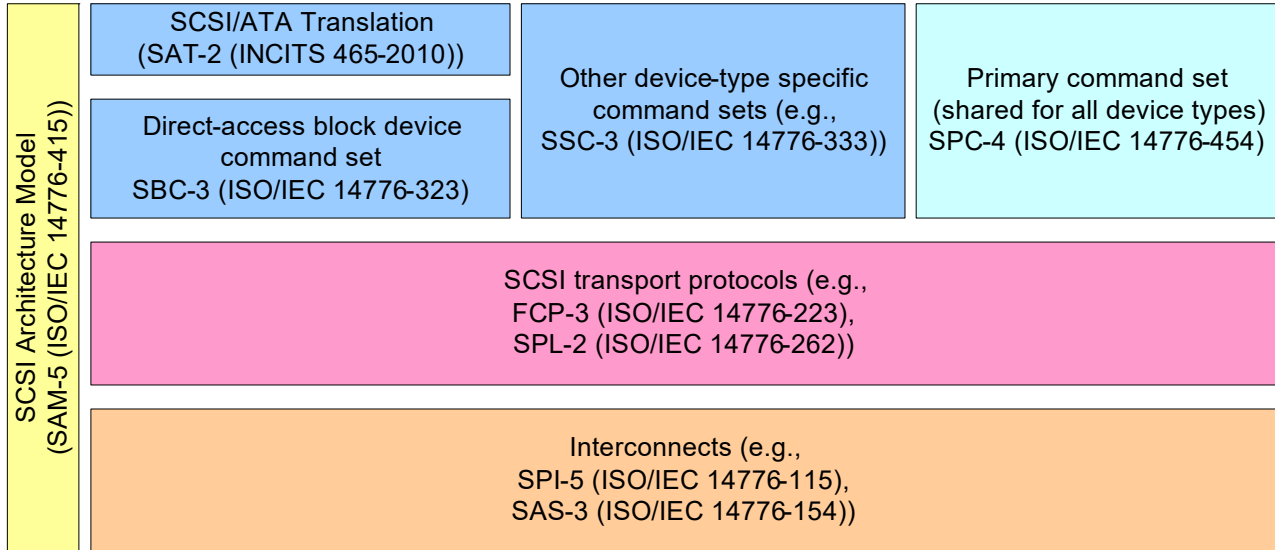 SCSI Architecture Model
(SAM-5 (ISO/IEC 14776-415))
SCSI/ATA Translation
(SAT-2 (INCITS 465-2010))
Direct-access block device
command set
SBC-3 (ISO/IEC 14776-323)
Other device-type specific
command sets (e.g.,
SSC-3 (ISO/IEC 14776-333))
Primary command set
(shared for all device types)
SPC-4 (ISO/IEC 14776-454)
SCSI transport protocols (e.g.,
FCP-3 (ISO/IEC 14776-223),
SPL-2 (ISO/IEC 14776-262))
Interconnects (e.g.,
SPI-5 (ISO/IEC 14776-115),
SAS-3 (ISO/IEC 14776-154))